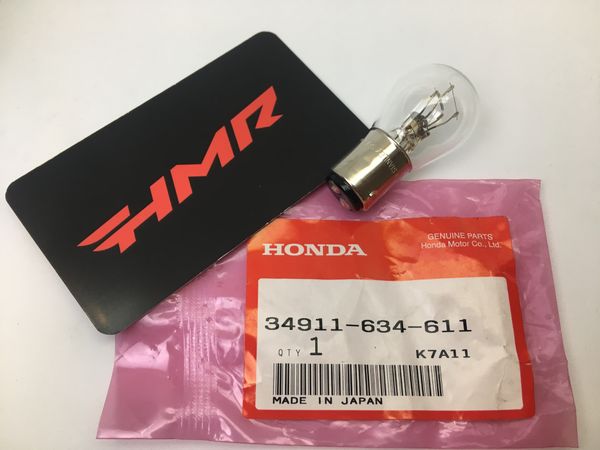 HMR
HONDA
GENUINE PARTS
Honda Motor Co., Ltd.
34911-634-611
QTY 1 K7A11
MADE IN JAPAN